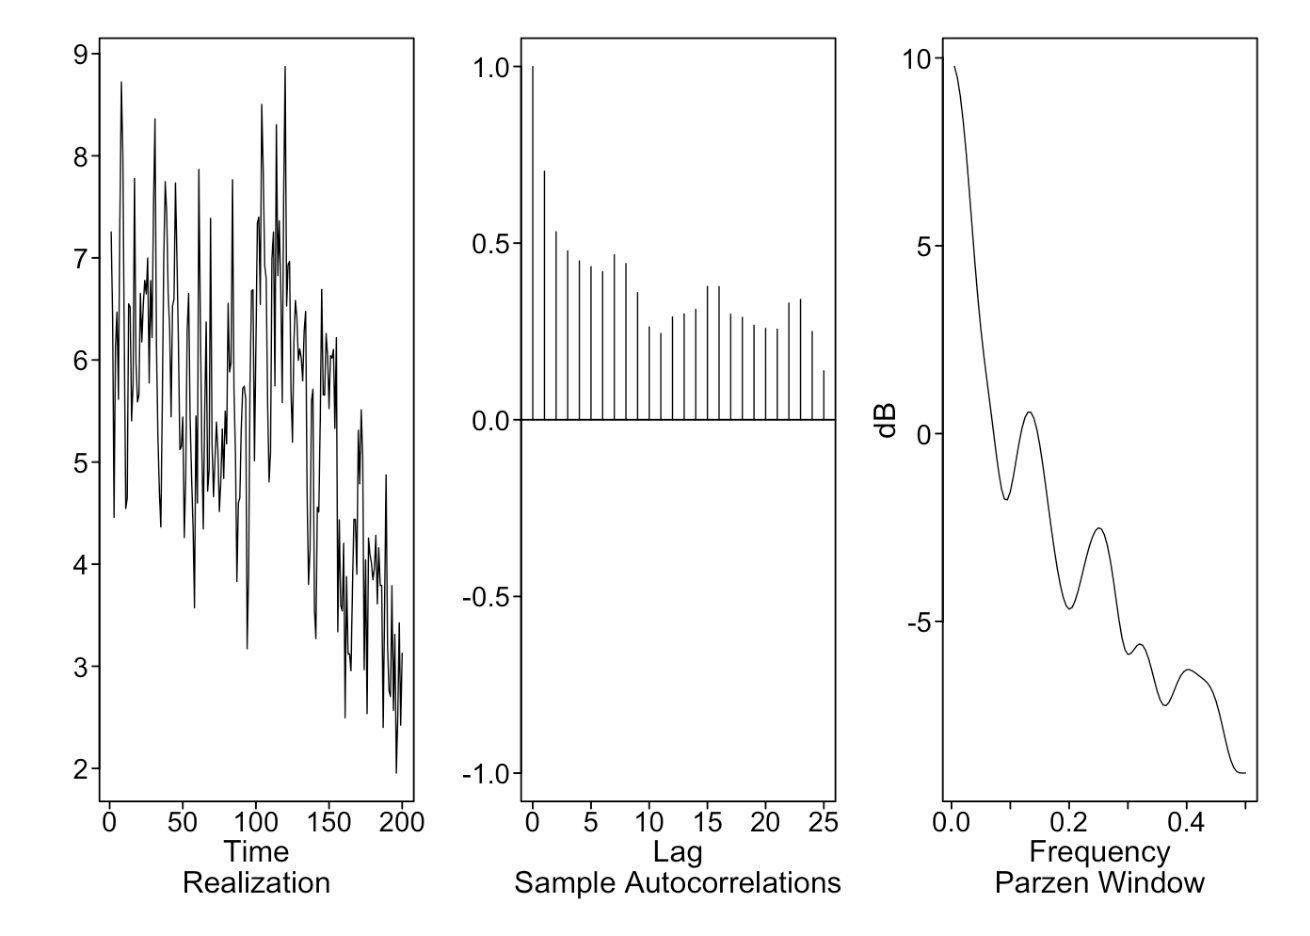 9
8
7
6
5
4
3
2
0 50 100 150 200
Time
Realization
1.0
0.5
0.0
-0.5
-1.0
0 5 10 15 20 25
Lag
Sample Autocorrelations
dB
10
5
0
-5
0.0 0.2 0.4
Frequency
Parzen Window